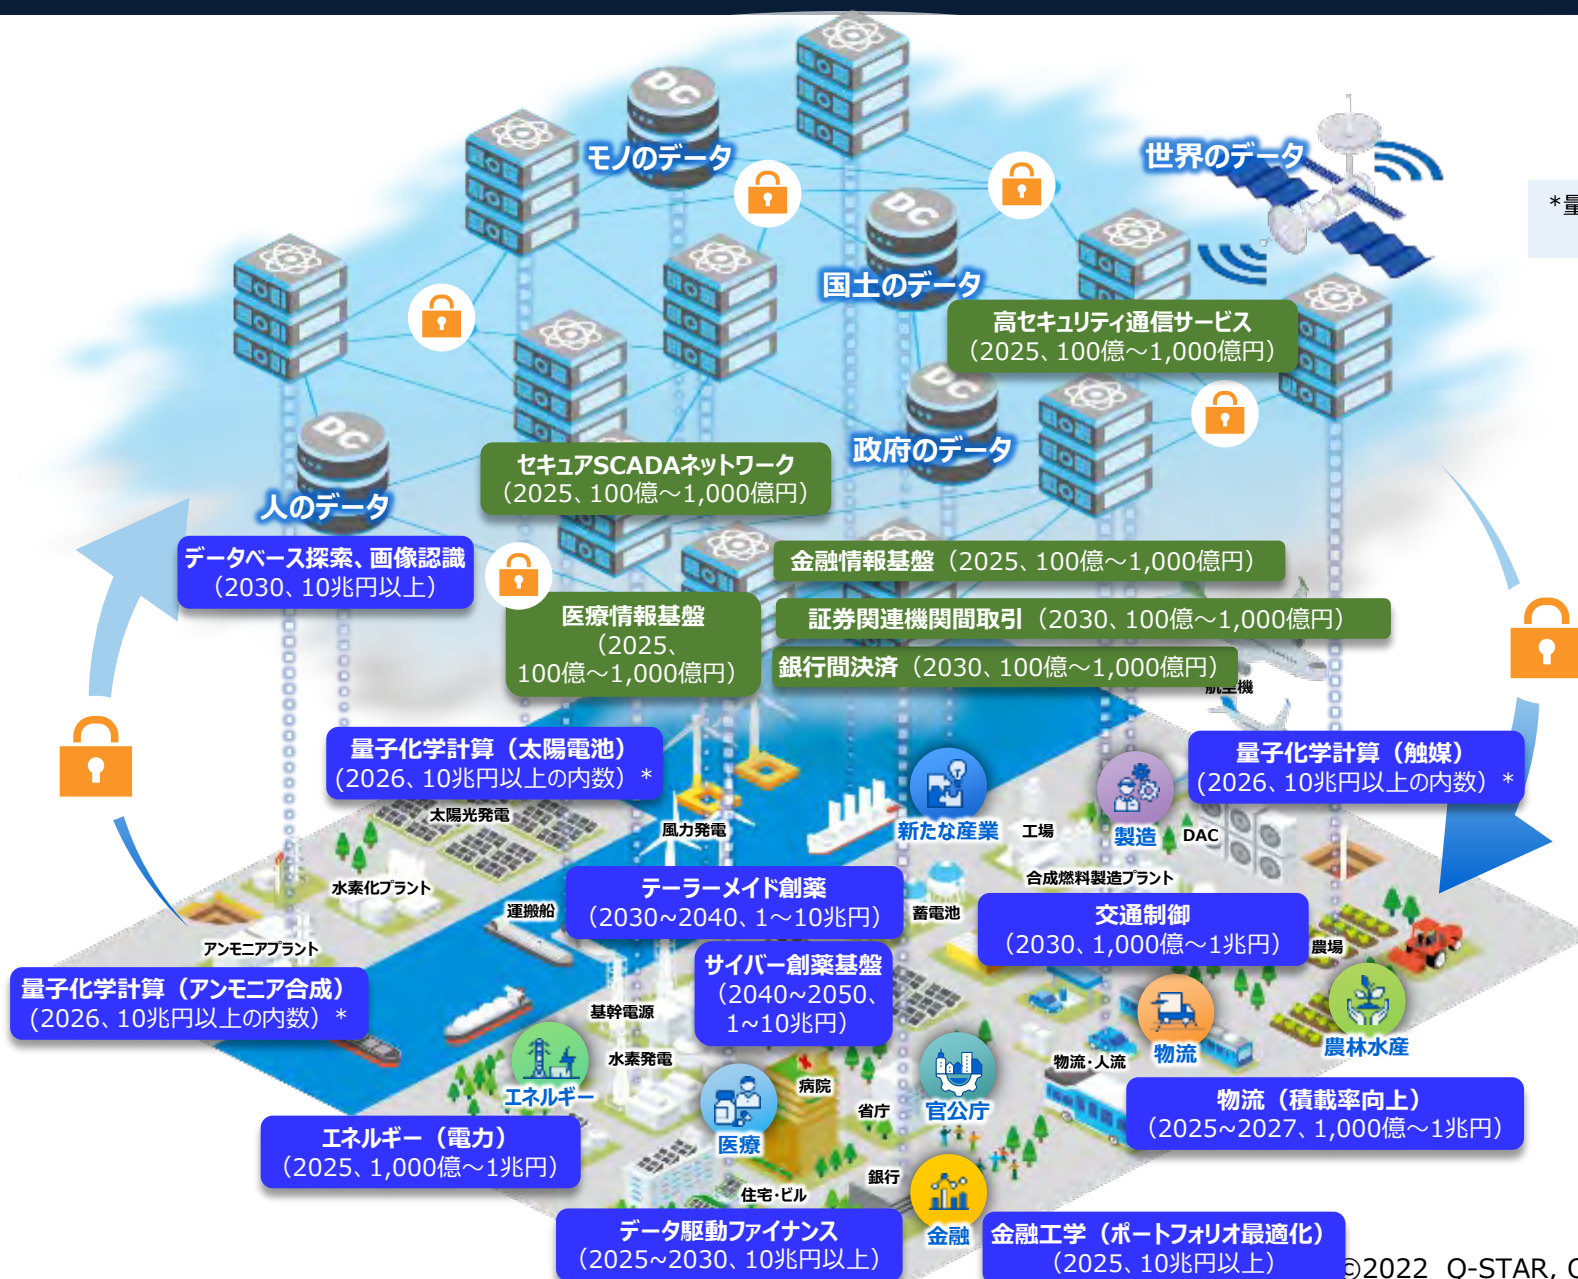 DC
モノのデータ
世界のデータ
*量
DC
国土のデータ
高セキュリティ通信サービス
（2025、100億～1,000億円）
DC
DC
政府のデータ
セキュアSCADAネットワーク
（2025、100億～1,000億円）
人のデータ
データベース探索、画像認識
（2030、10兆円以上）
金融情報基盤（2025、100億～1,000億円）
医療情報基盤
（2025、
100億～1,000億円）
証券関連機関間取引（2030、100億～1,000億円）
銀行間決済（2030、100億～1,000億円）
航空機
量子化学計算（太陽電池）
(2026、10兆円以上の内数）*
量子化学計算（触媒）
(2026、10兆円以上の内数）*
太陽光発電
風力発電
新たな産業
工場
製造
DAC
水素化プラント
合成燃料製造プラント
テーラーメイド創薬
（2030~2040、1～10兆円）
運搬船
蓄電池
交通制御
（2030、1,000億～1兆円）
農場
アンモニアプラント
サイバー創薬基盤
（2040~2050、
1~10兆円）
量子化学計算（アンモニア合成）
(2026、10兆円以上の内数）*
基幹電源
水素発電
物流・人流
物流
農林水産
エネルギー
病院
省庁
官公庁
物流（積載率向上）
（2025~2027、1,000億～1兆円）
エネルギー（電力）
（2025、1,000億～1兆円）
医療
銀行
住宅・ビル
データ駆動ファイナンス
（2025~2030、10兆円以上）
金融
金融工学（ポートフォリオ最適化）
（2025、10兆円以上）
©2022 Q-STAR,